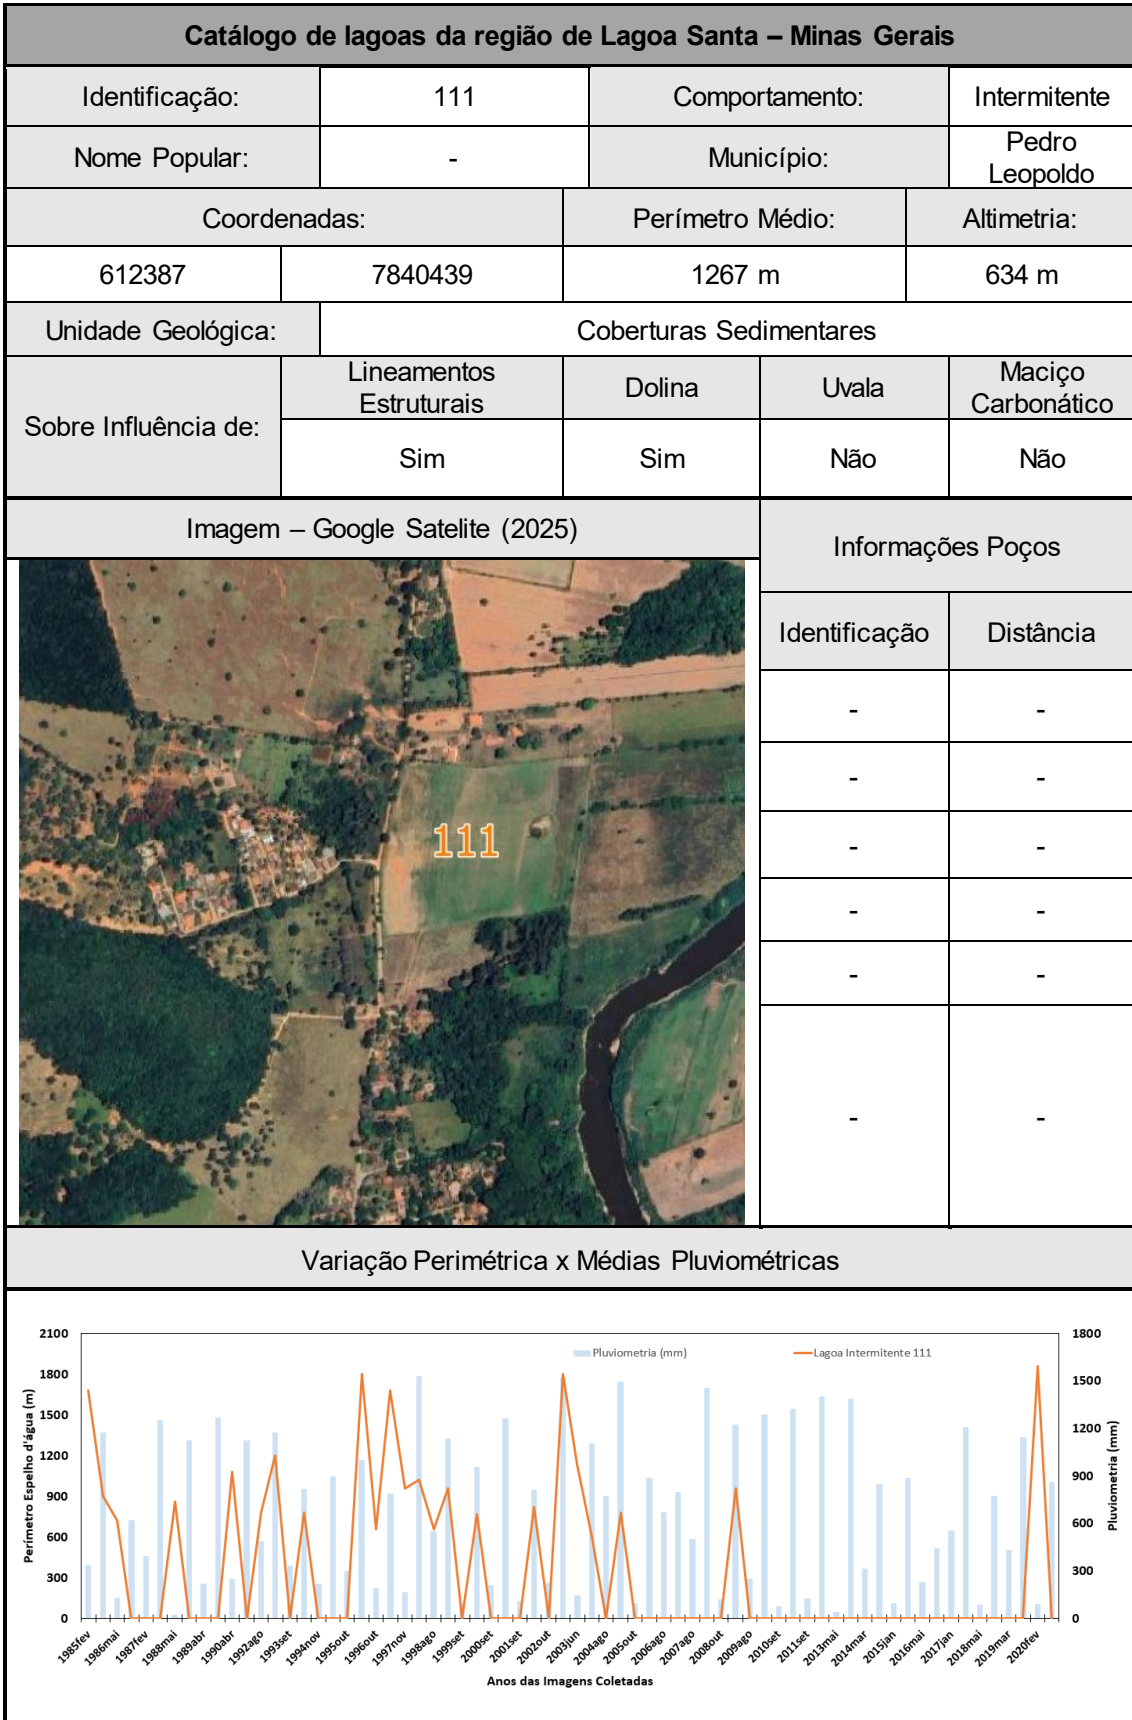 Catálogo de lagoas da região de Lagoa Santa – Minas Gerais
Identificação: 111 Comportamento: Intermitente
Nome Popular: - Município: Pedro Leopoldo
Coordenadas: Perímetro Médio: Altimetria:
612387 7840439 1267 m 634 m
Unidade Geológica: Coberturas Sedimentares
Sobre Influência de:
Lineamentos Estruturais Dolina Uvala Maciço Carbonático
Sim Sim Não Não
Imagem – Google Satelite (2025)
Informações Poços
Identificação Distância
- -
- -
- -
- -
- -
- -
111
Variação Perimétrica x Médias Pluviométricas
Perímetro Espelho d'água (m)
2100
1800
1500
1200
900
600
300
0
Pluviometria (mm) Lagoa Intermitente 111
1800
1500
1200
900
600
300
0
Pluviometria (mm)
1985fev 1986mai 1987fev 1988mai 1989abr 1990abr 1992ago 1993set 1994nov 1995out 1996out 1997nov 1998ago 1999set 2000set 2001set 2002out 2003jun 2004ago 2005out 2006ago 2007ago 2008out 2009ago 2010set 2011set 2013mai 2014mar 2015jan 2016mai 2017jan 2018mai 2019mar 2020fev
Anos das Imagens Coletadas